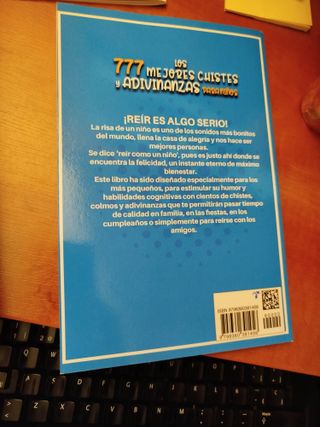 LOS
777 MEJORES CHISTES
Y ADIVINANZAS PARA NIÑOS
¡REÍR ES ALGO SERIO!
La risa de un niño es uno de los sonidos más bonitos
del mundo, llena la casa de alegría y nos hace ser
mejores personas.
Se dice 'reír como un niño', pues es justo ahí donde se
encuentra la felicidad, un instante eterno de máximo
bienestar.
Este libro ha sido diseñado especialmente para los
más pequeños, para estimular su humor y
habilidades cognitivas con cientos de chistes,
colmos y adivinanzas que te permitirán pasar tiempo
de calidad en familia, en las fiestas, en los
cumpleaños o simplemente para reírse con los
amigos.